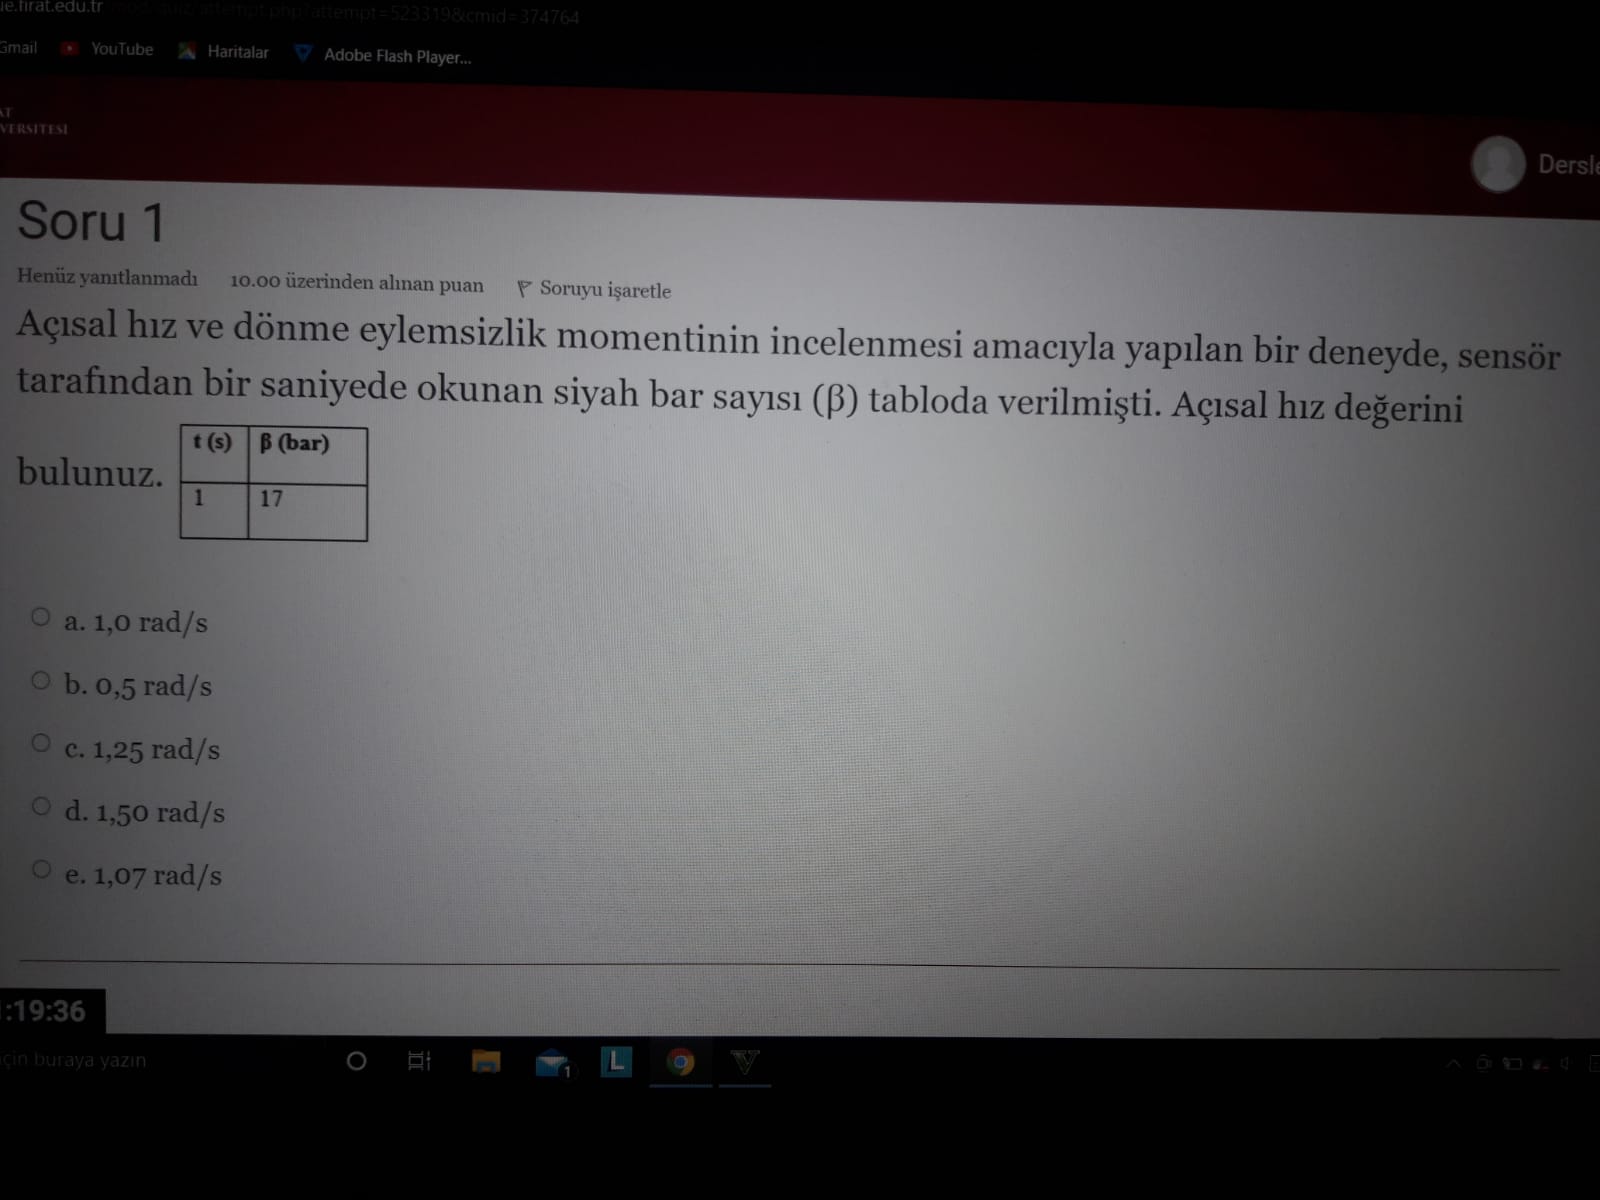 ue.firat.edu.tr/mod/quiz/attempt.php?attempt=523319&cmid=374764
Gmail YouTube Haritalar Adobe Flash Player...
AT
VERSITESI
Dersle
Soru 1
Henüz yanıtlanmadı 10.00 üzerinden alınan puan Soruyu işaretle
Açısal hız ve dönme eylemsizlik momentinin incelenmesi amacıyla yapılan bir deneyde, sensör
tarafından bir saniyede okunan siyah bar sayısı (β) tabloda verilmişti. Açısal hız değerini
bulunuz.
t (s) β (bar)
1 17
a. 1,0 rad/s
b. 0,5 rad/s
c. 1,25 rad/s
d. 1,50 rad/s
e. 1,07 rad/s
:19:36
için buraya yazın
L
1